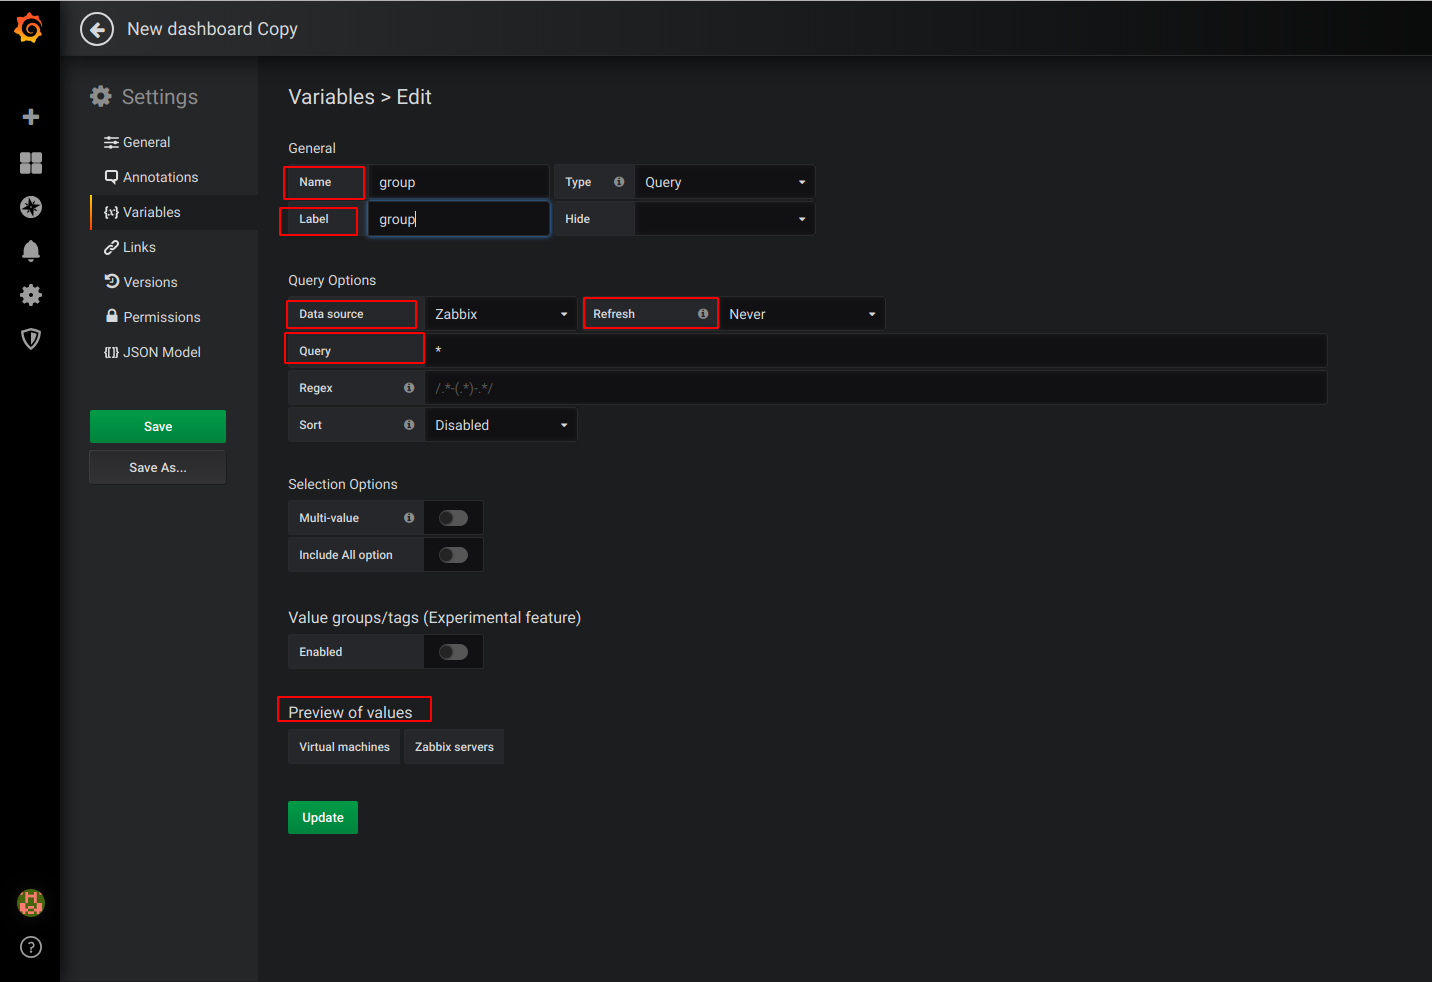 New dashboard Copy
Settings
General
Annotations
Variables
Links
Versions
Permissions
JSON Model
Save
Save As...
Variables > Edit
General
Name group Type Query
Label group Hide
Query Options
Data source Zabbix Refresh Never
Query *
Regex /.*-(.*)-.*/
Sort Disabled
Selection Options
Multi-value
Include All option
Value groups/tags (Experimental feature)
Enabled
Preview of values
Virtual machines Zabbix servers
Update